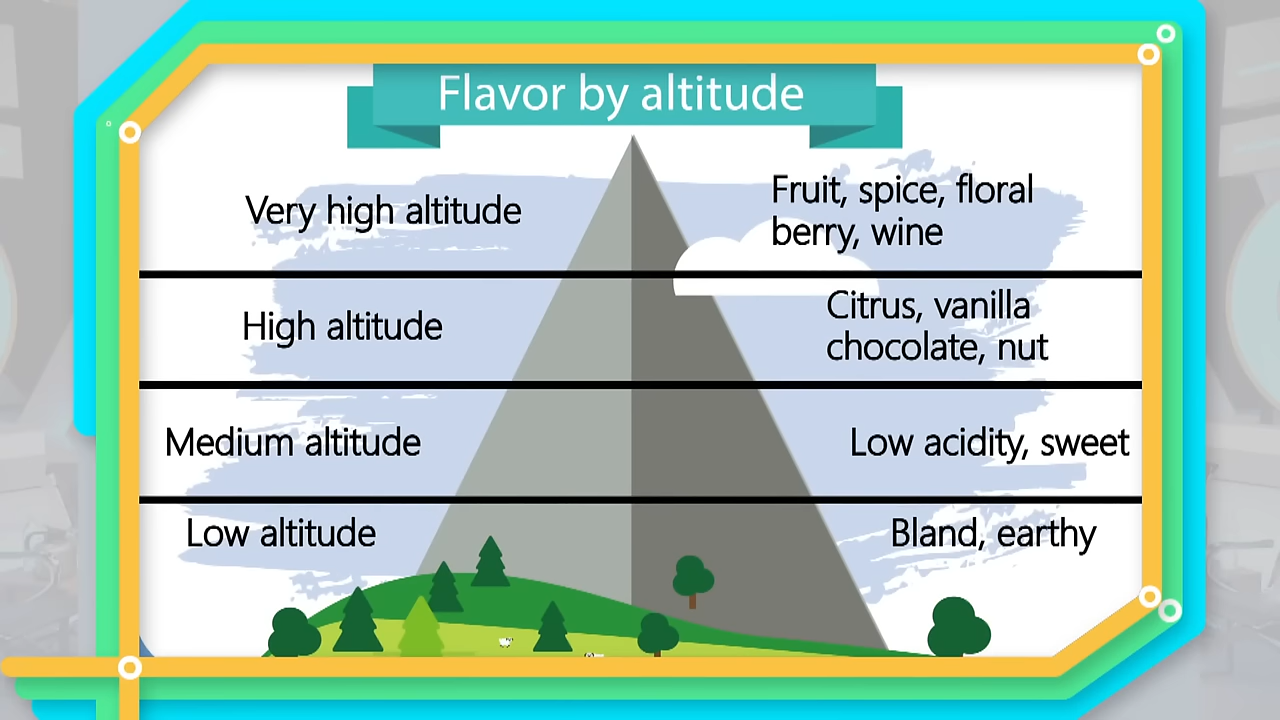 Flavor by altitude
Very high altitude
Fruit, spice, floral
berry, wine
High altitude
Citrus, vanilla
chocolate, nut
Medium altitude
Low acidity, sweet
Low altitude
Bland, earthy